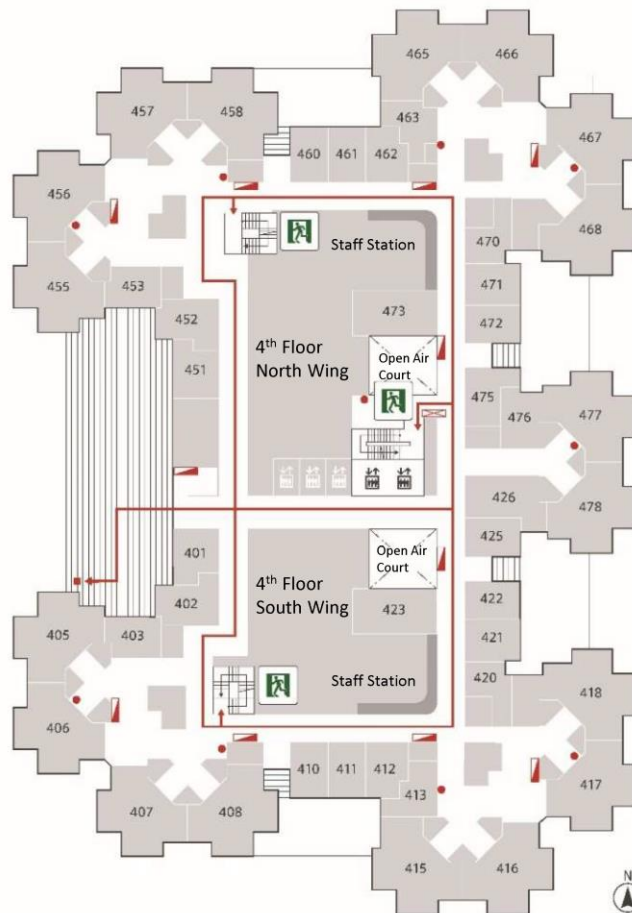 465 466
457 458
463
467
460 461 462
456
468
Staff Station
470
455 453
471
473
452
472
4th Floor
North Wing
Open Air
Court
451
475
476 477
426 478
401
Open Air
Court
425
4th Floor
South Wing
402
422
423
405 403
421
Staff Station
420
418
406
410 411 412
417
413
407 408
415 416
N